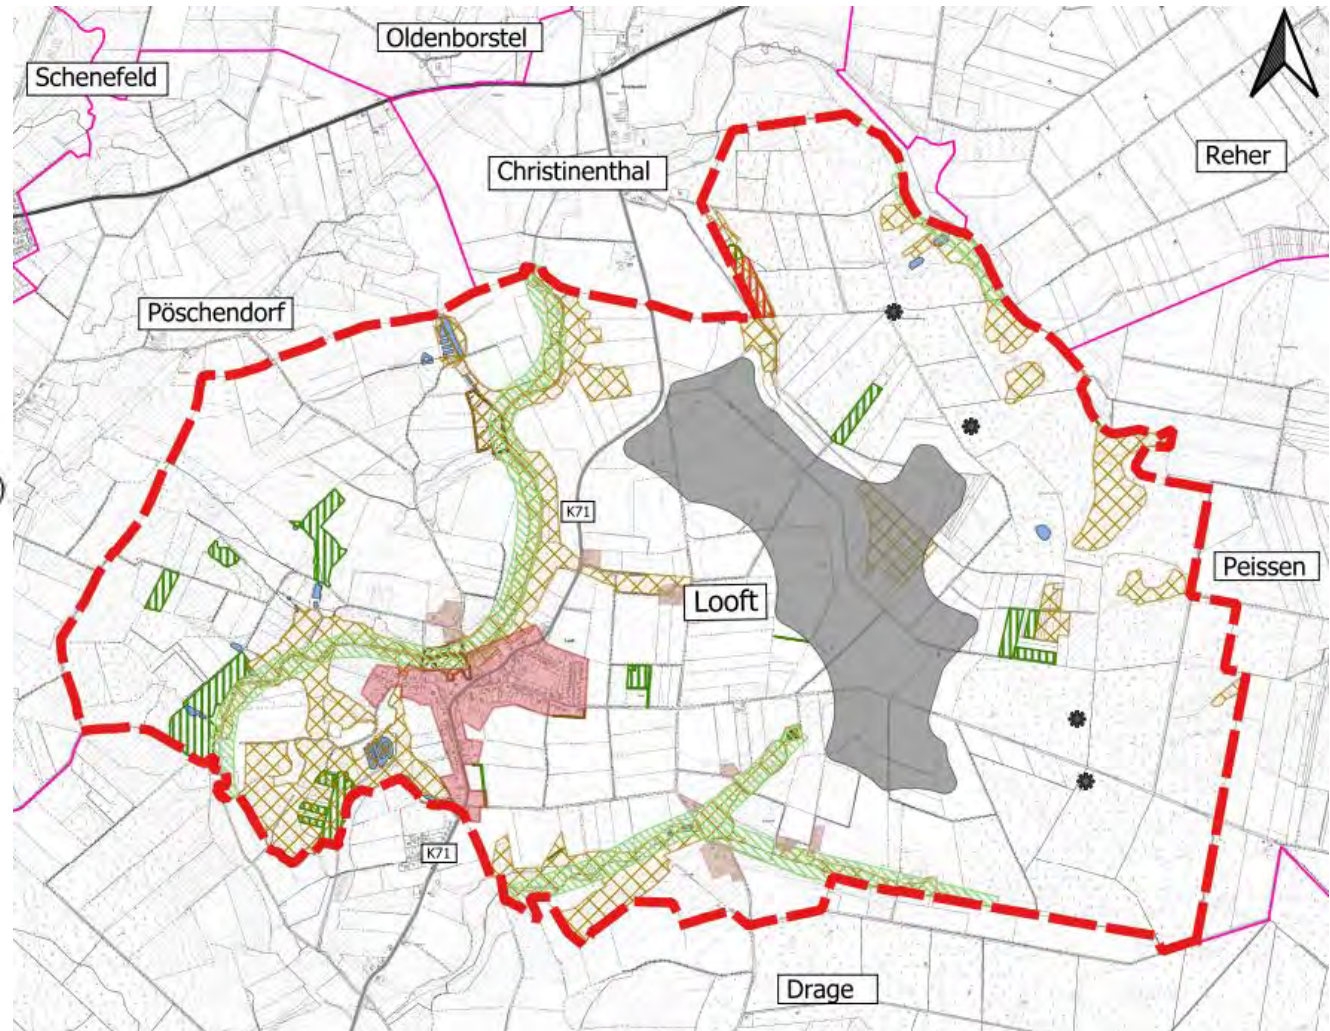 Oldenborstel
Schenefeld
Reher
Christinenthal
Pöschendorf
K71
Peissen
Looft
K71
Drage